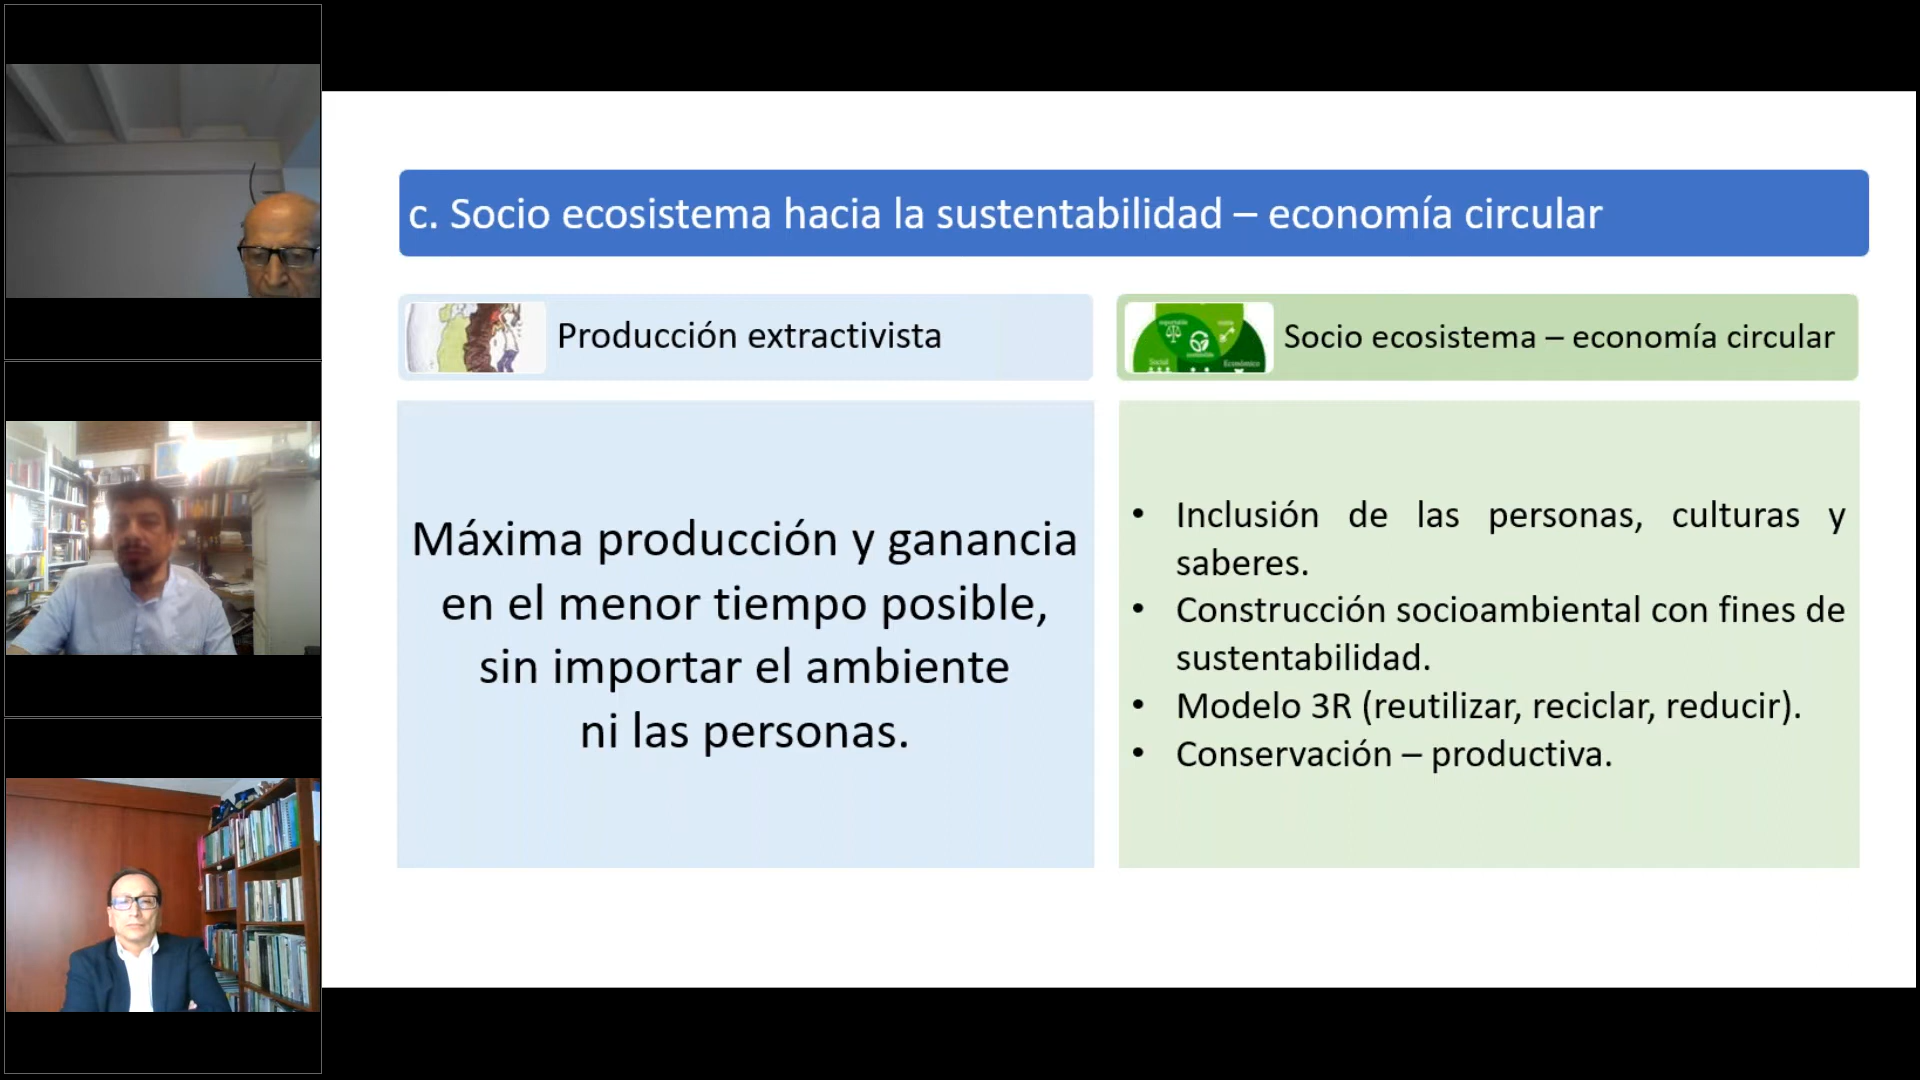 c. Socio ecosistema hacia la sustentabilidad – economía circular
Producción extractivista
Socio ecosistema – economía circular
Social
Económico
Máxima producción y ganancia
en el menor tiempo posible,
sin importar el ambiente
ni las personas.
• Inclusión de las personas, culturas y
saberes.
• Construcción socioambiental con fines de
sustentabilidad.
• Modelo 3R (reutilizar, reciclar, reducir).
• Conservación – productiva.